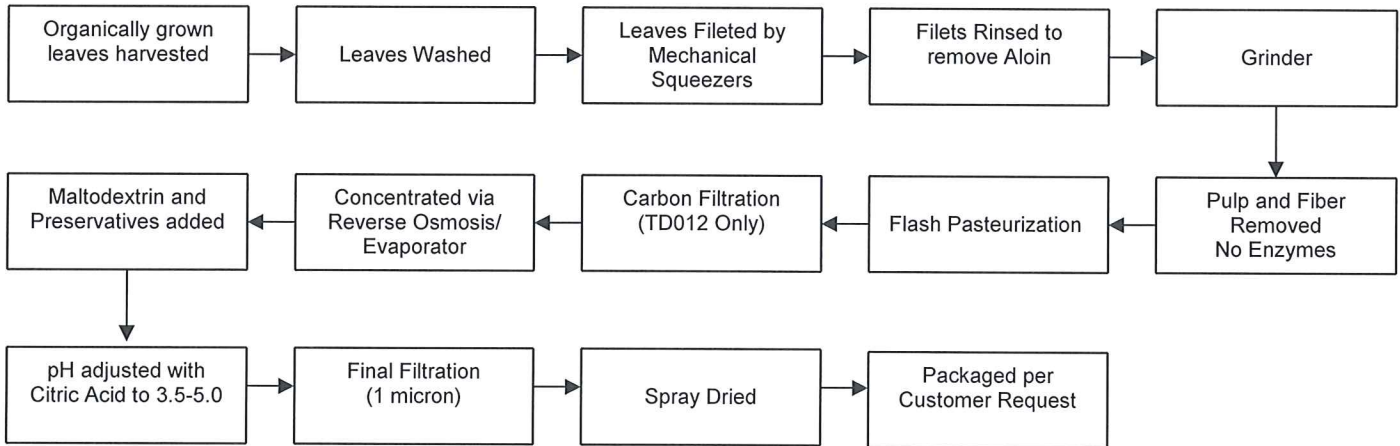 Organically grown
leaves harvested
Leaves Washed
Leaves Fileted by
Mechanical
Squeezers
Filets Rinsed to
remove Aloin
Grinder
Pulp and Fiber
Removed
No Enzymes
Flash Pasteurization
Carbon Filtration
(TD012 Only)
Concentrated via
Reverse Osmosis/
Evaporator
Maltodextrin and
Preservatives added
pH adjusted with
Citric Acid to 3.5-5.0
Final Filtration
(1 micron)
Spray Dried
Packaged per
Customer Request